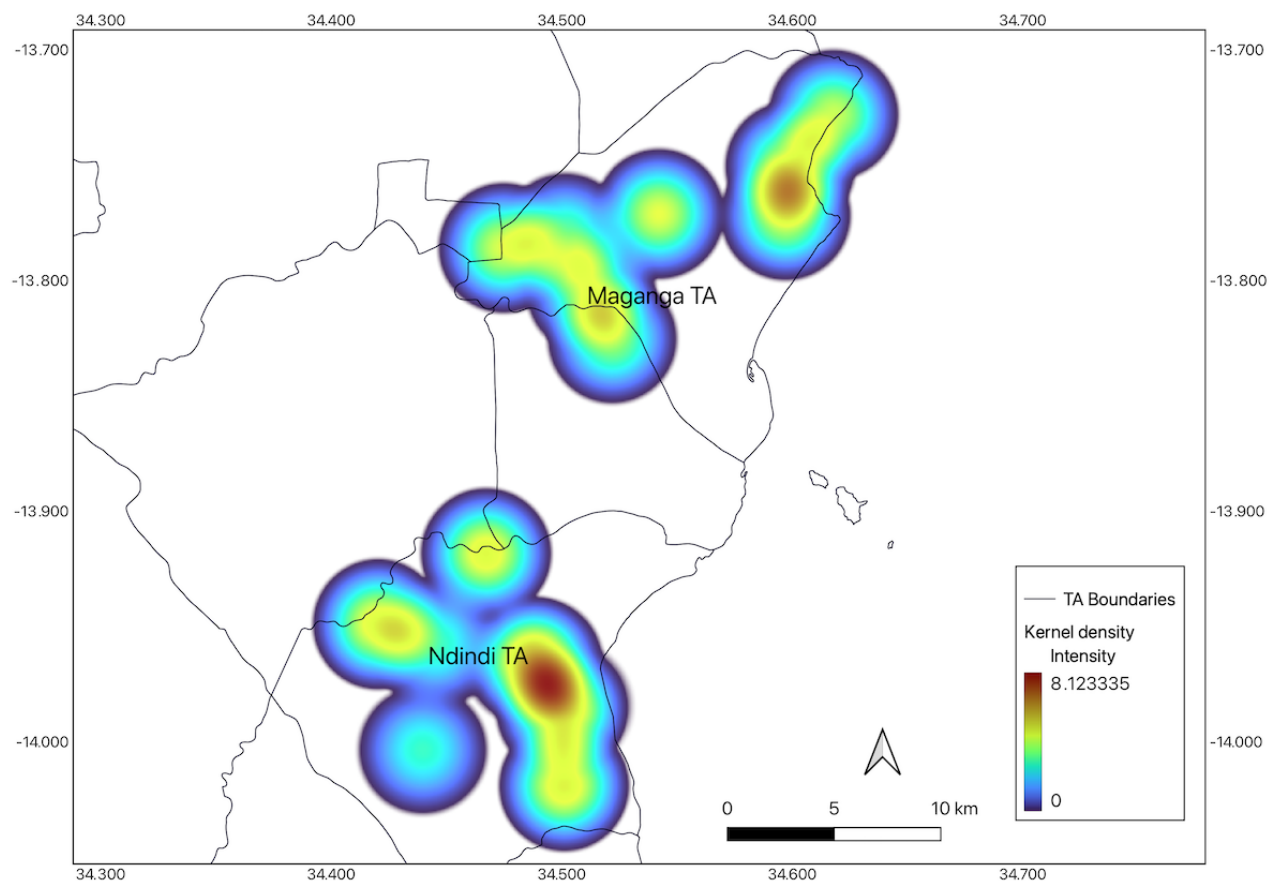 34.300 34.400 34.500 34.600 34.700
-13.700 -13.700
-13.800 -13.800
Maganga TA
-13.900 -13.900
TA Boundaries
Kernel density
Intensity
Ndindi TA
8.123335
-14.000 -14.000
0
0 5 10 km
34.300 34.400 34.500 34.600 34.700